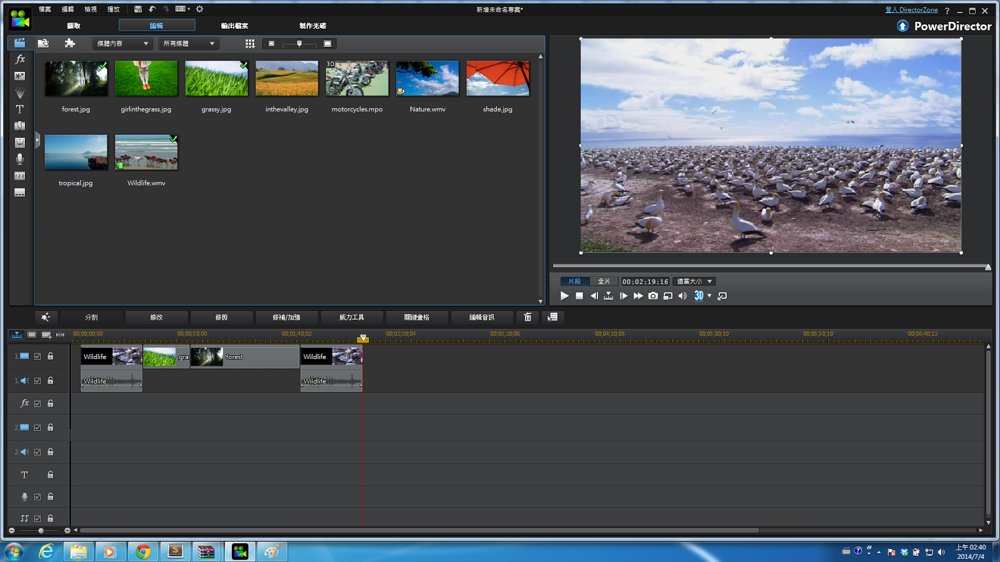 檔案 編輯 檢視 播放 16:9 新增未命名專案* 登入 DirectorZone ?
擷取 編輯 輸出檔案 製作光碟 PowerDirector
媒體內容 所有媒體
fx
3D
forest.jpg girlinthegrass.jpg grassy.jpg inthevalley.jpg motorcycles.mpo Nature.wmv shade.jpg
T
tropical.jpg Wildlife.wmv
片段 全片 00;02;19;16 適當大小
3D
分割 修改 修剪 修補/加強 威力工具 關鍵畫格 編輯音訊
00;00;00;00 00;00;50;00 00;01;40;02 00;02;30;04 00;03;20;06 00;04;10;08 00;05;00;10 00;05;50;10 00;06;40;12
1. Wildlife gras forest Wildlife
1. Wildlife Wildlife
fx
2.
2.
T
上午 02:40
2014/7/4